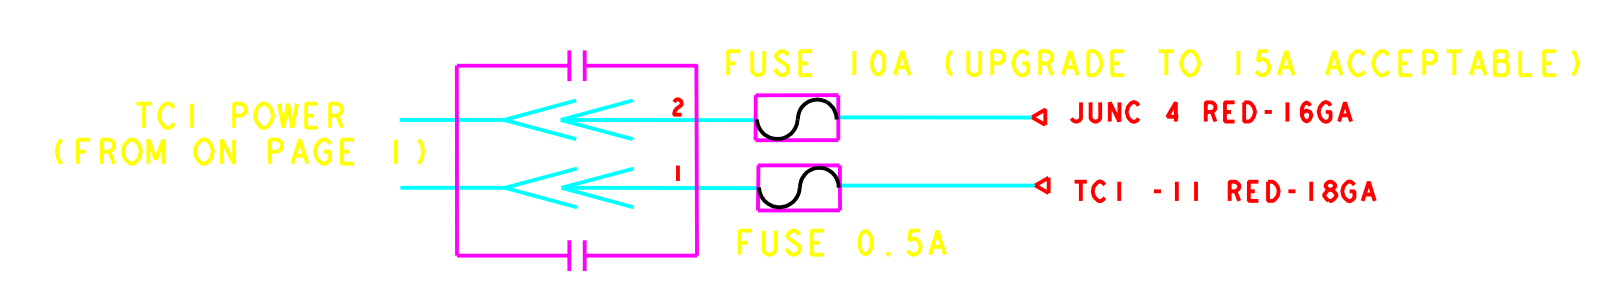 FUSE 10A (UPGRADE TO 15A ACCEPTABLE)
TC1 POWER
(FROM ON PAGE 1)
2
JUNC 4 RED-16GA
1
TC1 -11 RED-18GA
FUSE 0.5A